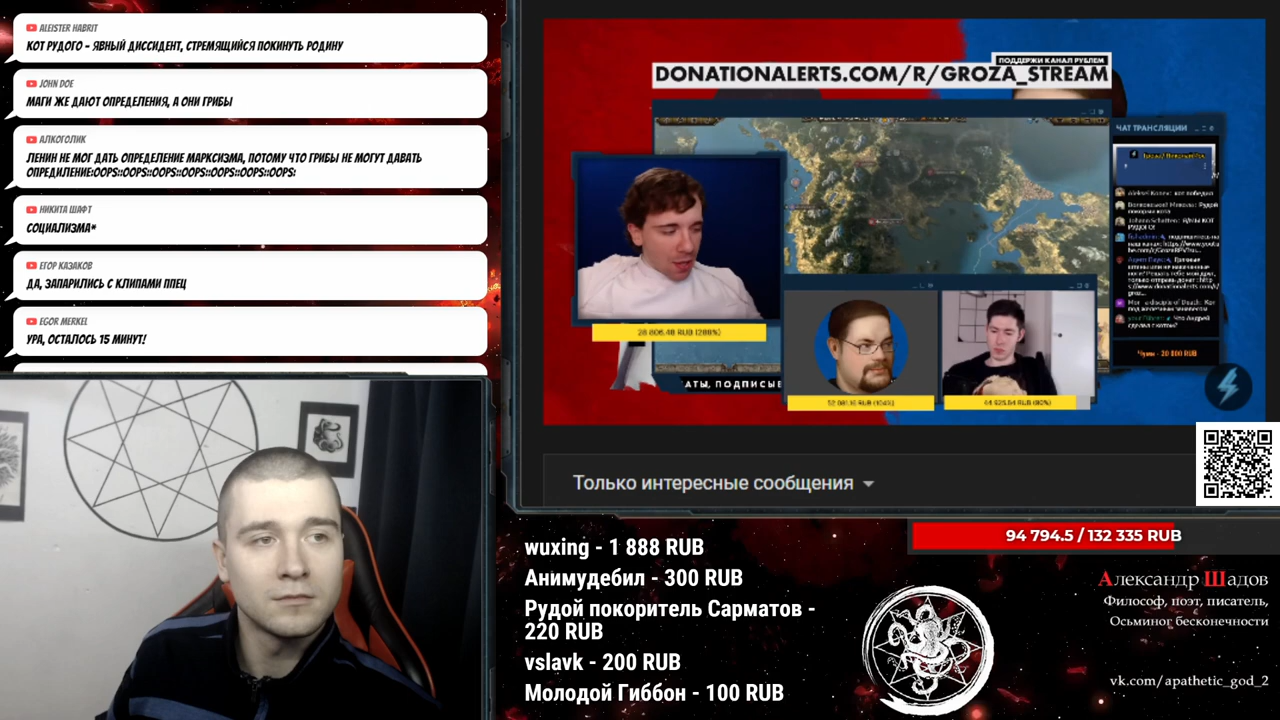 ALEISTER HABRIT
КОТ РУДОГО - ЯВНЫЙ ДИССИДЕНТ, СТРЕМЯЩИЙСЯ ПОКИНУТЬ РОДИНУ
JOHN DOE
МАГИ ЖЕ ДАЮТ ОПРЕДЕЛЕНИЯ, А ОНИ ГРИБЫ
АЛКОГОЛИК
ЛЕНИН НЕ МОГ ДАТЬ ОПРЕДЕЛЕНИЕ МАРКСИЗМА, ПОТОМУ ЧТО ГРИБЫ НЕ МОГУТ ДАВАТЬ
ОПРЕДИЛЕНИЕ:OOPS::OOPS::OOPS::OOPS::OOPS::OOPS::OOPS:
НИКИТА ШАФТ
СОЦИАЛИЗМА*
ЕГОР КАЗАКОВ
ДА, ЗАПАРИЛИСЬ С КЛИПАМИ ППЕЦ
EGOR MERKEL
УРА, ОСТАЛОСЬ 15 МИНУТ!
ПОДДЕРЖИ КАНАЛ РУБЛЕМ
DONATIONALERTS.COM/R/GROZA_STREAM
ЧАТ ТРАНСЛЯЦИИ
АТЫ, ПОДПИСЫВ
Только интересные сообщения
94 794.5 / 132 335 RUB
wuxing - 1 888 RUB
Анимудебил - 300 RUB
Рудой покоритель Сарматов -
220 RUB
vslavk - 200 RUB
Молодой Гиббон - 100 RUB
Александр Шадов
Философ, поэт, писатель,
Осьминог бесконечности
vk.com/apathetic_god_2